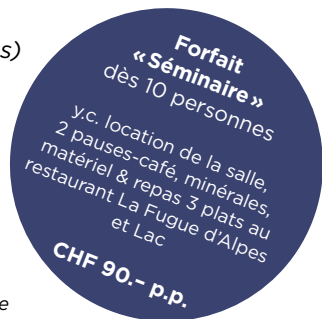 s)
Forfait
« Séminaire »
dès 10 personnes
y.c. location de la salle,
2 pauses-café, minérales,
matériel & repas 3 plats au
restaurant La Fugue d'Alpes
et Lac
CHF 90.– p.p.
e